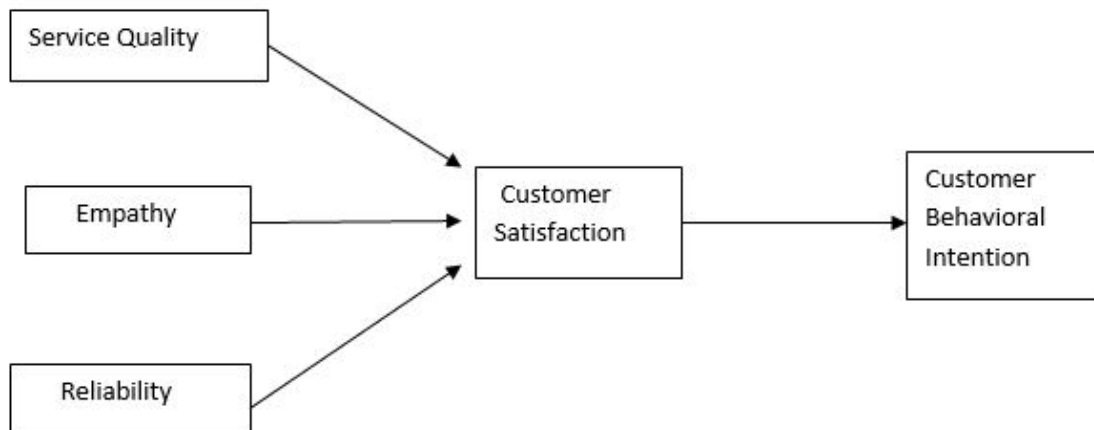 Service Quality
Empathy
Reliability
Customer
Satisfaction
Customer
Behavioral
Intention